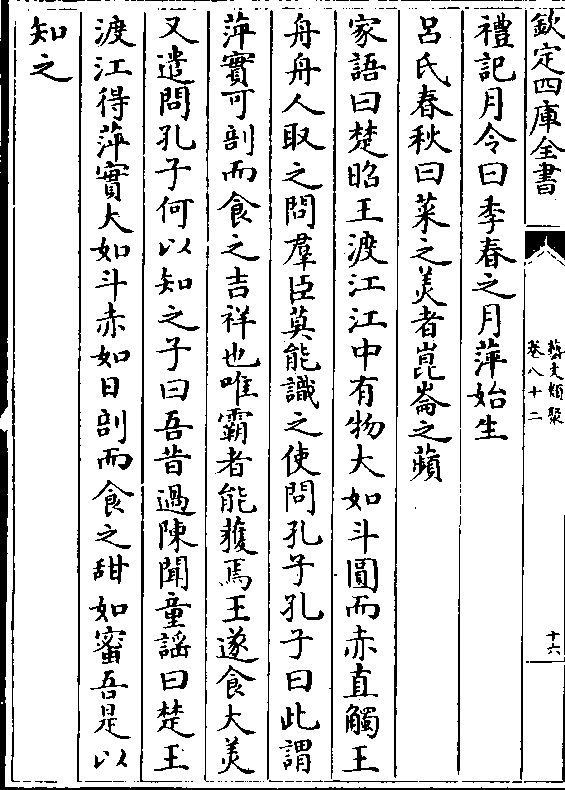 欽定四庫全書
藝文類聚
卷八十二
十六
禮記月令曰季春之月萍始生
呂氏春秋曰菜之美者崑崙之蘋
家語曰楚昭王渡江江中有物大如斗圓而赤直觸王
舟舟人取之問羣臣莫能識之使問孔子孔子曰此謂
萍實可剖而食之吉祥也唯霸者能獲焉王遂食大美
又遣問孔子何以知之子曰吾昔過陳聞童謡曰楚王
渡江得萍實大如斗赤如日剖而食之甜如蜜吾是以
知之